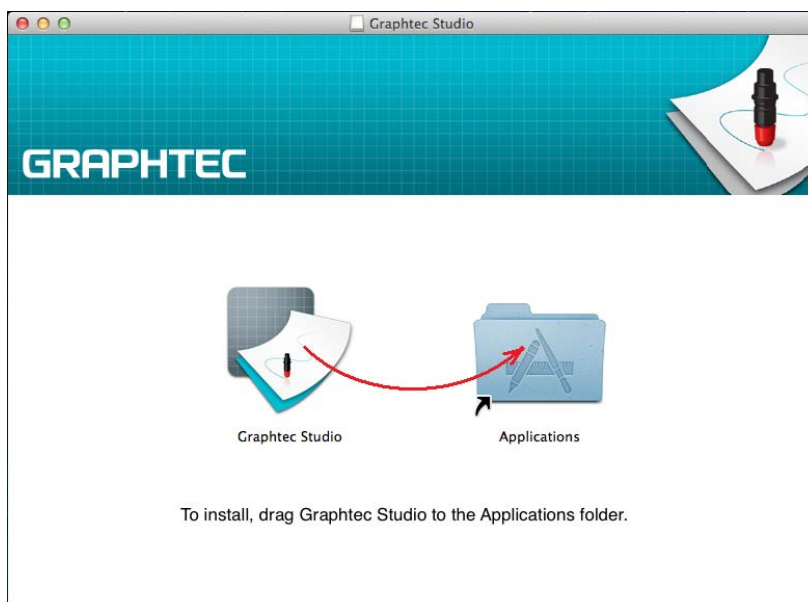 Graphtec Studio
GRAPHTEC
Graphtec Studio
Applications
To install, drag Graphtec Studio to the Applications folder.